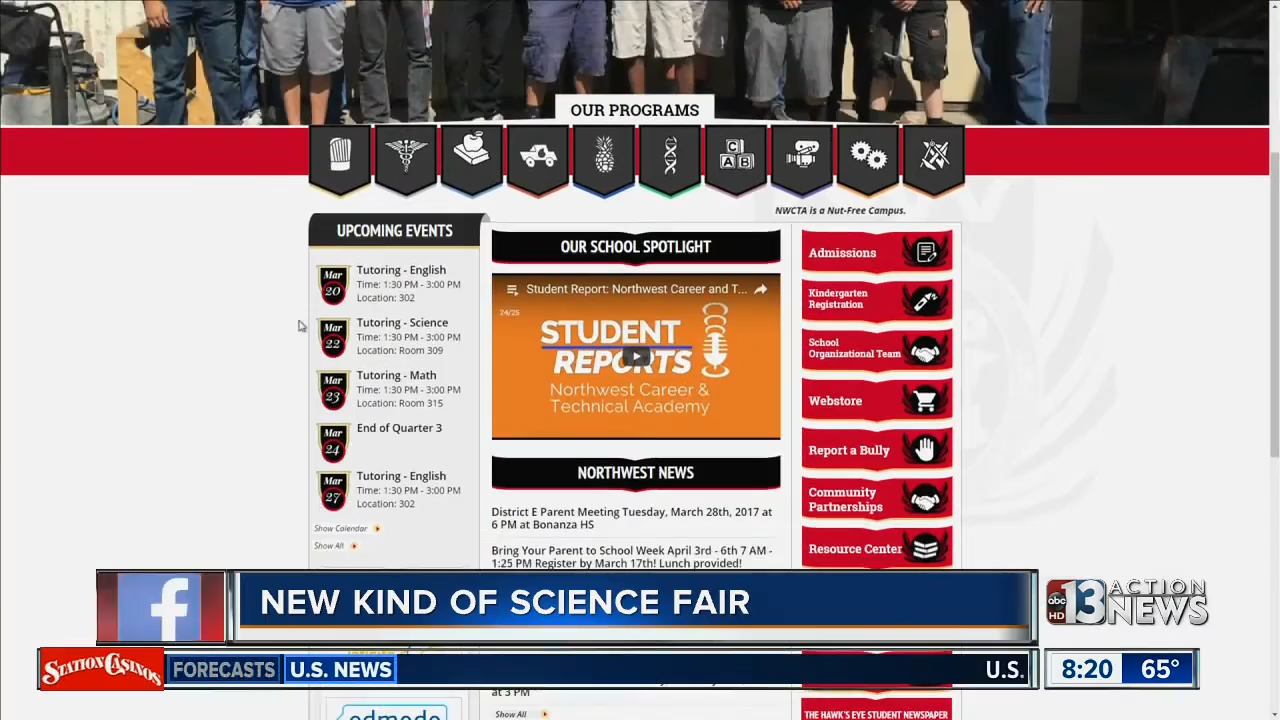 OUR PROGRAMS
C
A B
NWCTA is a Nut-Free Campus.
UPCOMING EVENTS
Mar
20
Tutoring - English
Time: 1:30 PM - 3:00 PM
Location: 302
Mar
22
Tutoring - Science
Time: 1:30 PM - 3:00 PM
Location: Room 309
Mar
23
Tutoring - Math
Time: 1:30 PM - 3:00 PM
Location: Room 315
Mar
24
End of Quarter 3
Mar
27
Tutoring - English
Time: 1:30 PM - 3:00 PM
Location: 302
Show Calendar
Show All
OUR SCHOOL SPOTLIGHT
Student Report: Northwest Career and T...
24/25
STUDENT
REPORTS
Northwest Career &
Technical Academy
NORTHWEST NEWS
District E Parent Meeting Tuesday, March 28th, 2017 at
6 PM at Bonanza HS
Bring Your Parent to School Week April 3rd - 6th 7 AM -
1:25 PM Register by March 17th! Lunch provided!
Admissions
Kindergarten
Registration
School
Organizational Team
Webstore
Report a Bully
Community
Partnerships
Resource Center
f
NEW KIND OF SCIENCE FAIR
abc
HD
13 ACTION
NEWS
STATION CASINOS
FORECASTS
U.S. NEWS
U.S.
8:20
65°
at 3 PM
Show All
edmodo
THE HAWK'S EYE STUDENT NEWSPAPER